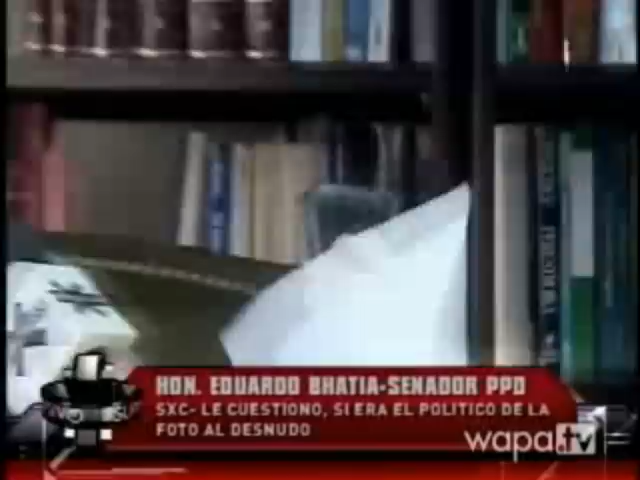 HON. EDUARDO BHATIA-SENADOR PPD
SXC- LE CUESTIONO, SI ERA EL POLITICO DE LA
FOTO AL DESNUDO
wapa.tv